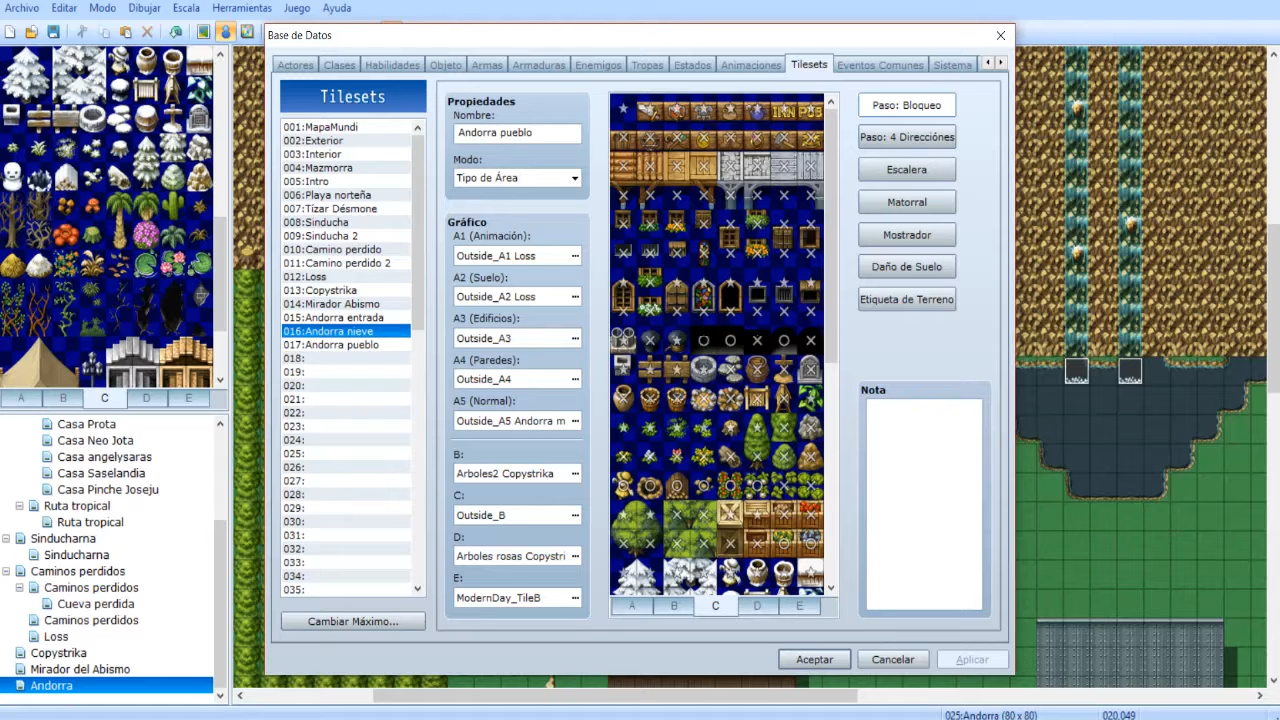 Archivo Editar Modo Dibujar Escala Herramientas Juego Ayuda
Base de Datos
Actores Clases Habilidades Objeto Armas Armaduras Enemigos Tropas Estados Animaciones Tilesets Eventos Comunes Sistema
Tilesets
001:MapaMundi
002:Exterior
003:Interior
004:Mazmorra
005:Intro
006:Playa norteña
007:Tízar Désmone
008:Sinducha
009:Sinducha 2
010:Camino perdido
011:Camino perdido 2
012:Loss
013:Copystrika
014:Mirador Abismo
015:Andorra entrada
016:Andorra nieve
017:Andorra pueblo
018:
019:
020:
021:
022:
023:
024:
025:
026:
027:
028:
029:
030:
031:
032:
033:
034:
035:
Cambiar Máximo...
Propiedades
Nombre:
Andorra pueblo
Modo:
Tipo de Área
Gráfico
A1 (Animación):
Outside_A1 Loss
A2 (Suelo):
Outside_A2 Loss
A3 (Edificios):
Outside_A3
A4 (Paredes):
Outside_A4
A5 (Normal):
Outside_A5 Andorra m
B:
Arboles2 Copystrika
C:
Outside_B
D:
Arboles rosas Copystri
E:
ModernDay_TileB
INN
A B C D E
Paso: Bloqueo
Paso: 4 Direcciónes
Escalera
Matorral
Mostrador
Daño de Suelo
Etiqueta de Terreno
Nota
Aceptar Cancelar Aplicar
A B C D E
Casa Prota
Casa Neo Jota
Casa angelysaras
Casa Saselandia
Casa Pinche Joseju
Ruta tropical
Ruta tropical
Sinducharna
Sinducharna
Caminos perdidos
Caminos perdidos
Cueva perdida
Caminos perdidos
Loss
Copystrika
Mirador del Abismo
Andorra
025:Andorra (80 x 80) 020,049